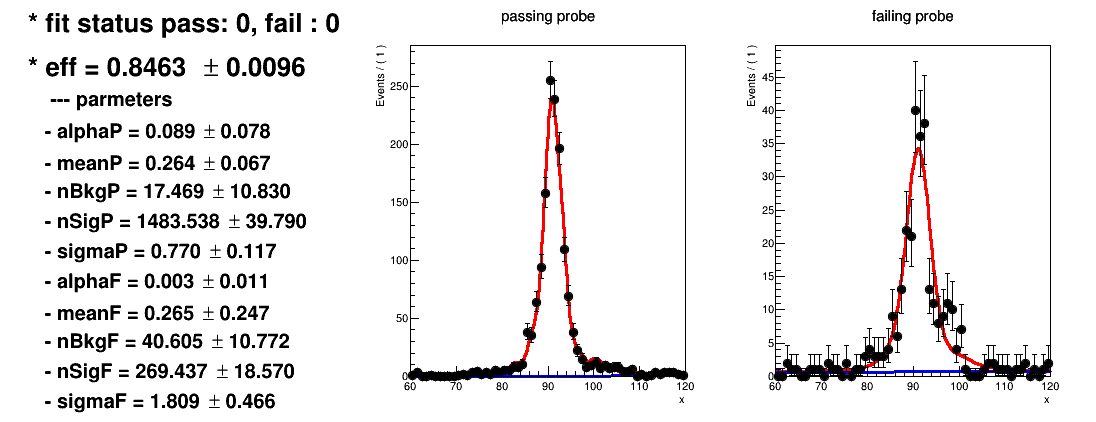 * fit status pass: 0, fail : 0
* eff = 0.8463 ± 0.0096
--- parmeters
- alphaP = 0.089 ± 0.078
- meanP = 0.264 ± 0.067
- nBkgP = 17.469 ± 10.830
- nSigP = 1483.538 ± 39.790
- sigmaP = 0.770 ± 0.117
- alphaF = 0.003 ± 0.011
- meanF = 0.265 ± 0.247
- nBkgF = 40.605 ± 10.772
- nSigF = 269.437 ± 18.570
- sigmaF = 1.809 ± 0.466
passing probe
Events / ( 1 )
250
200
150
100
50
0
60 70 80 90 100 110 120
x
failing probe
Events / ( 1 )
45
40
35
30
25
20
15
10
5
0
60 70 80 90 100 110 120
x